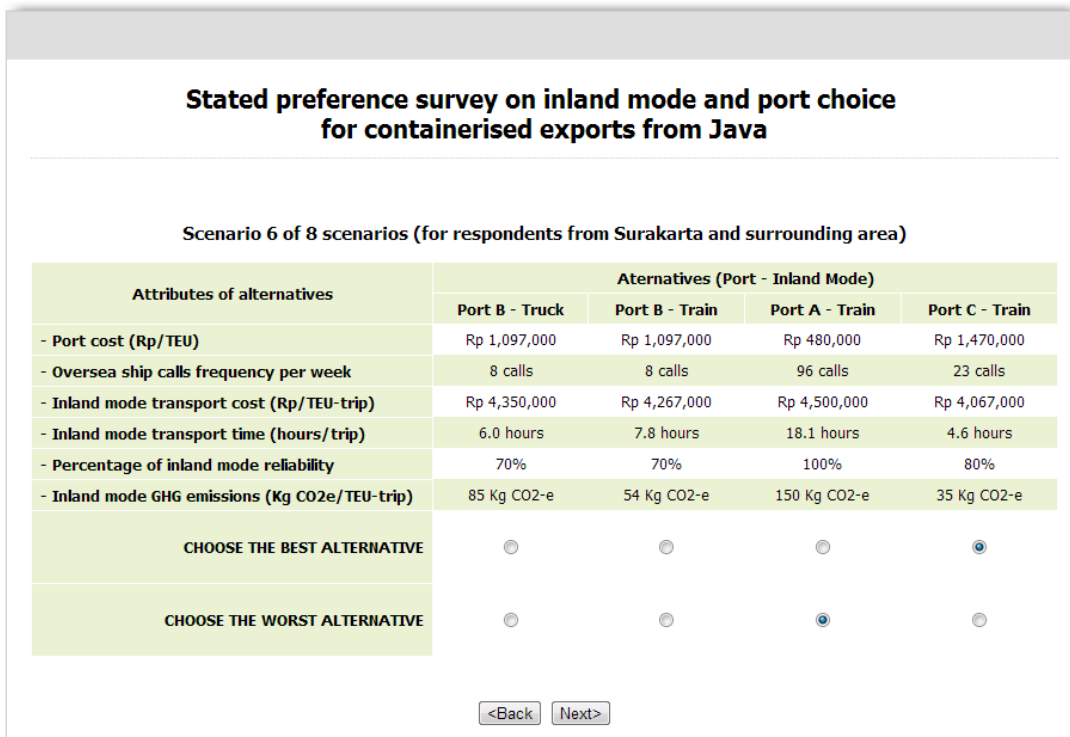 Stated preference survey on inland mode and port choice
for containerised exports from Java
Scenario 6 of 8 scenarios (for respondents from Surakarta and surrounding area)
Attributes of alternatives
Aternatives (Port - Inland Mode)
Port B - Truck Port B - Train Port A - Train Port C - Train
- Port cost (Rp/TEU) Rp 1,097,000 Rp 1,097,000 Rp 480,000 Rp 1,470,000
- Oversea ship calls frequency per week 8 calls 8 calls 96 calls 23 calls
- Inland mode transport cost (Rp/TEU-trip) Rp 4,350,000 Rp 4,267,000 Rp 4,500,000 Rp 4,067,000
- Inland mode transport time (hours/trip) 6.0 hours 7.8 hours 18.1 hours 4.6 hours
- Percentage of inland mode reliability 70% 70% 100% 80%
- Inland mode GHG emissions (Kg CO2e/TEU-trip) 85 Kg CO2-e 54 Kg CO2-e 150 Kg CO2-e 35 Kg CO2-e
CHOOSE THE BEST ALTERNATIVE
CHOOSE THE WORST ALTERNATIVE
<Back Next>